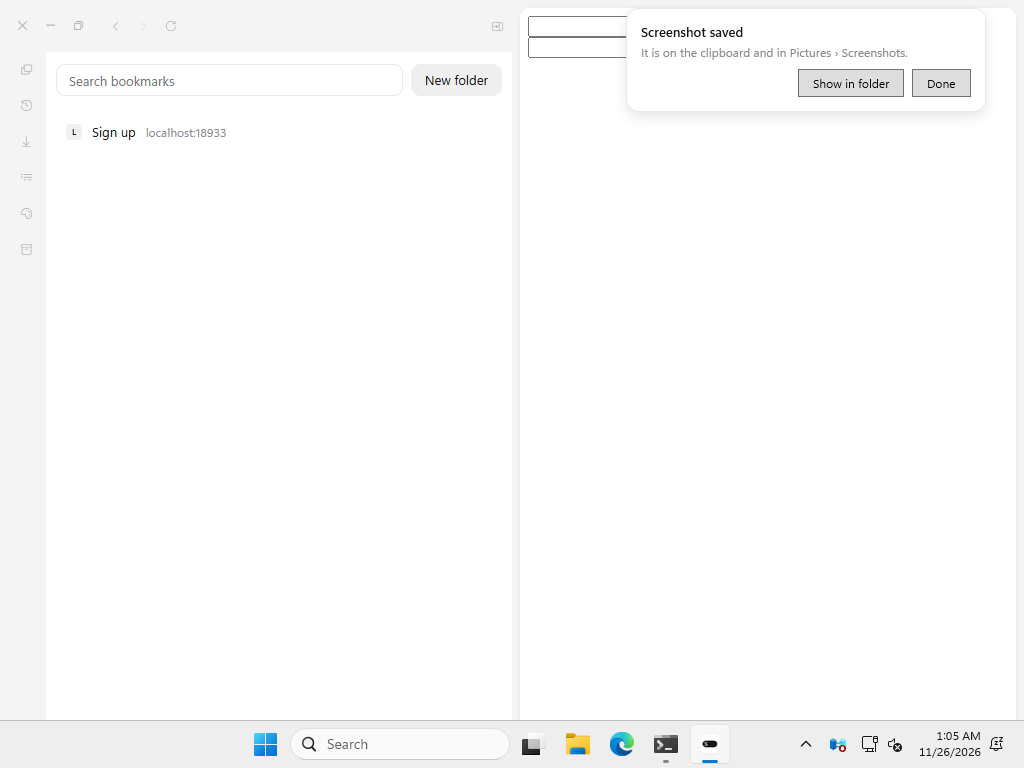 Search bookmarks
New folder
L Sign up localhost:18933
Screenshot saved
It is on the clipboard and in Pictures › Screenshots.
Show in folder
Done
Search
1:05 AM
11/26/2026